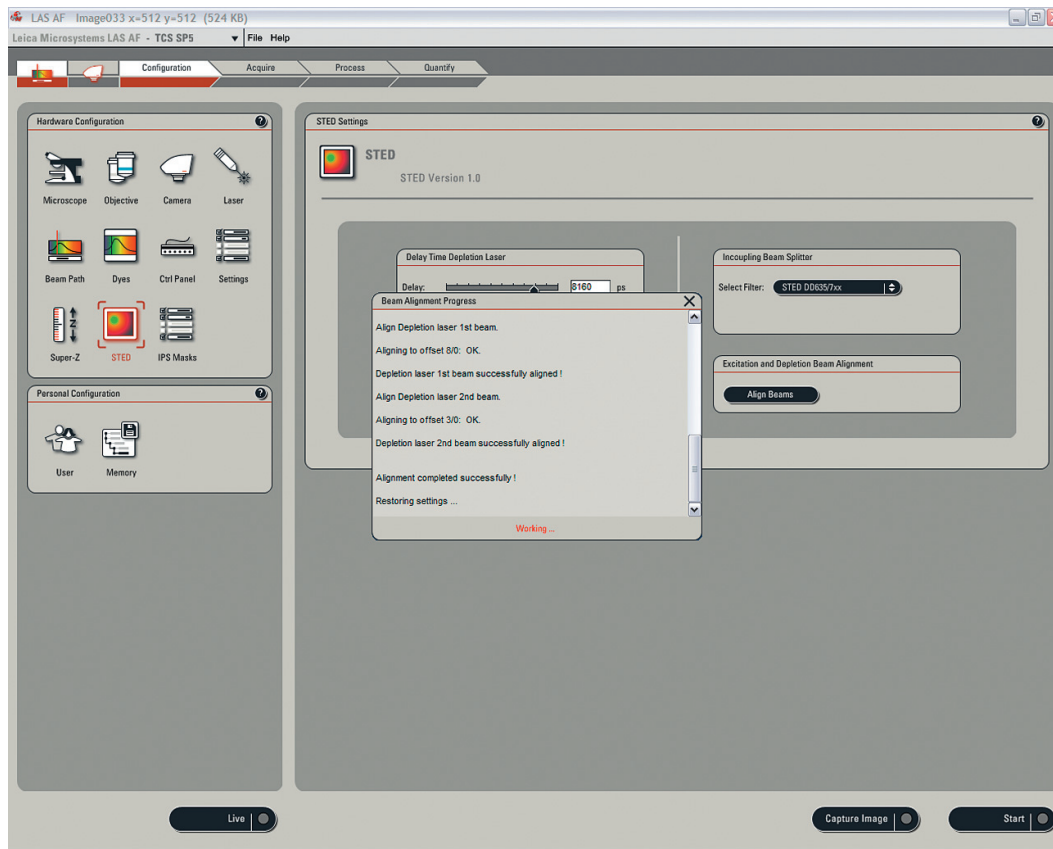 LAS AF Image033 x=512 y=512 (524 KB)
Leica Microsystems LAS AF - TCS SP5 File Help
Configuration Acquire Process Quantify
Hardware Configuration ?
Microscope Objective Camera Laser
Beam Path Dyes Ctrl Panel Settings
Z
Super-Z STED IPS Masks
Personal Configuration ?
User Memory
STED Settings ?
STED
STED Version 1.0
Delay Time Depletion Laser
Delay: 8160 ps
Beam Alignment Progress
Align Depletion laser 1st beam.
Aligning to offset 8/0: OK.
Depletion laser 1st beam successfully aligned !
Align Depletion laser 2nd beam.
Aligning to offset 3/0: OK.
Depletion laser 2nd beam successfully aligned !
Alignment completed successfully !
Restoring settings ...
Working ...
Incoupling Beam Splitter
Select Filter: STED DD635/7xx
Excitation and Depletion Beam Alignment
Align Beams
Live
Capture Image
Start